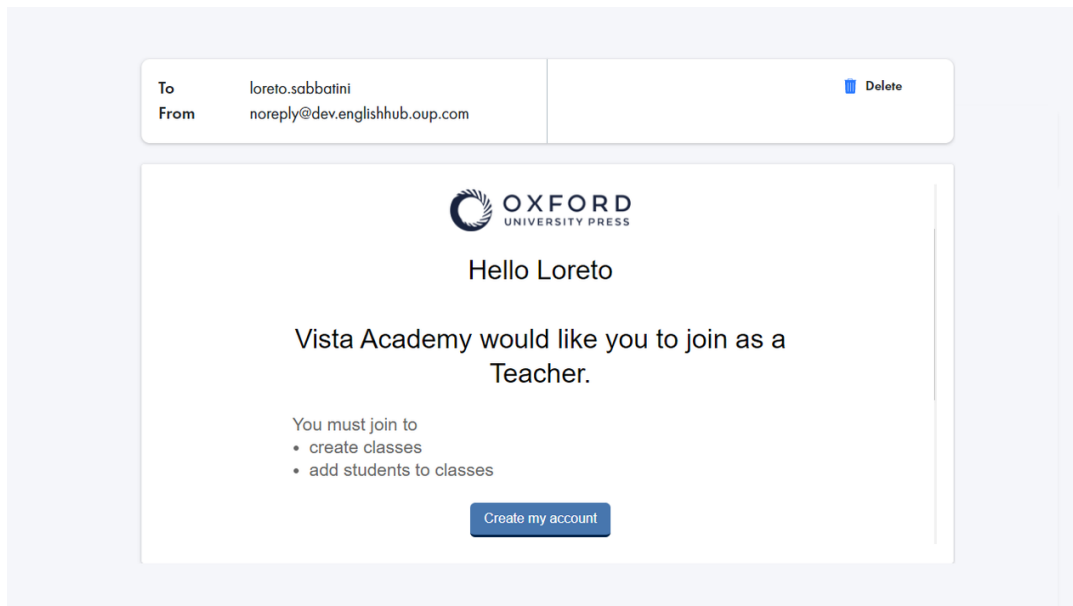 To loreto.sabbatini
From noreply@dev.englishhub.oup.com
Delete
OXFORD
UNIVERSITY PRESS
Hello Loreto
Vista Academy would like you to join as a
Teacher.
You must join to
• create classes
• add students to classes
Create my account